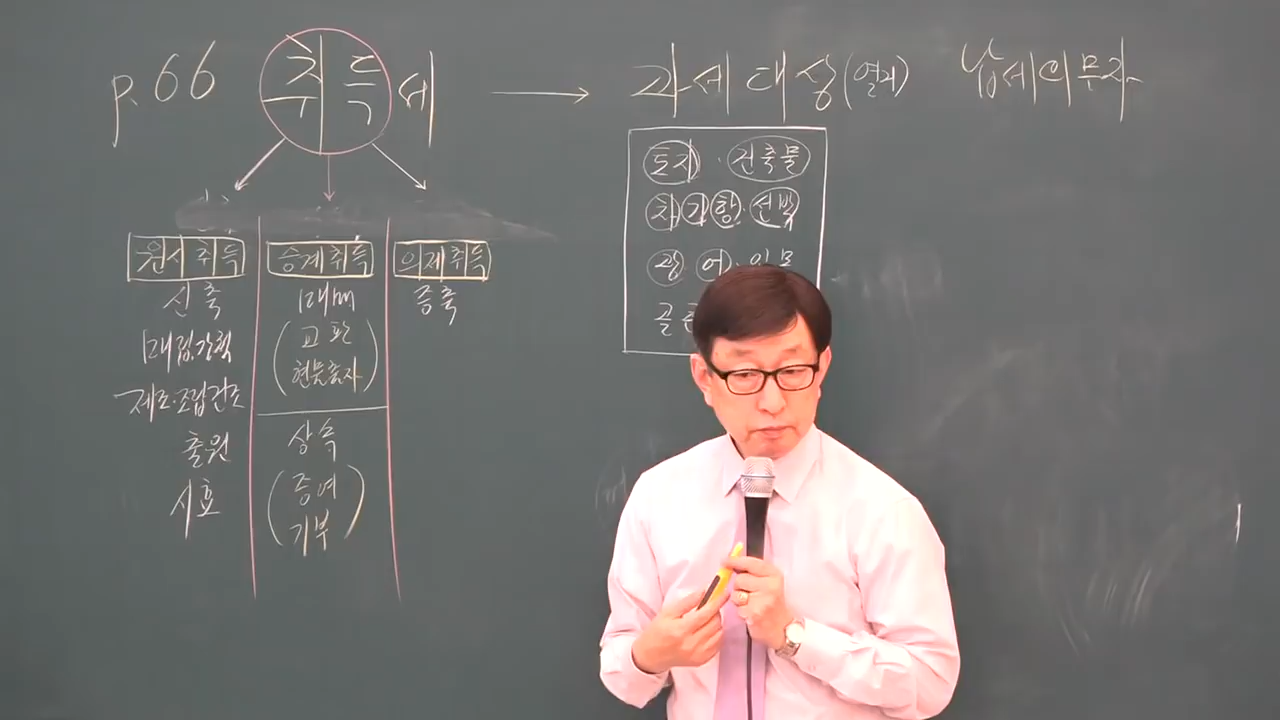 p. 66 취득세 → 과세대상 (열거) 납세의무자
원시취득
신축
매립.간척
제조.조립.건조
출원
시효
승계취득
매매
(교환
현물출자)
상속
(증여
기부)
의제취득
증축
토지 · 건축물
차 기 항 · 선박
광 어 · 입목
골